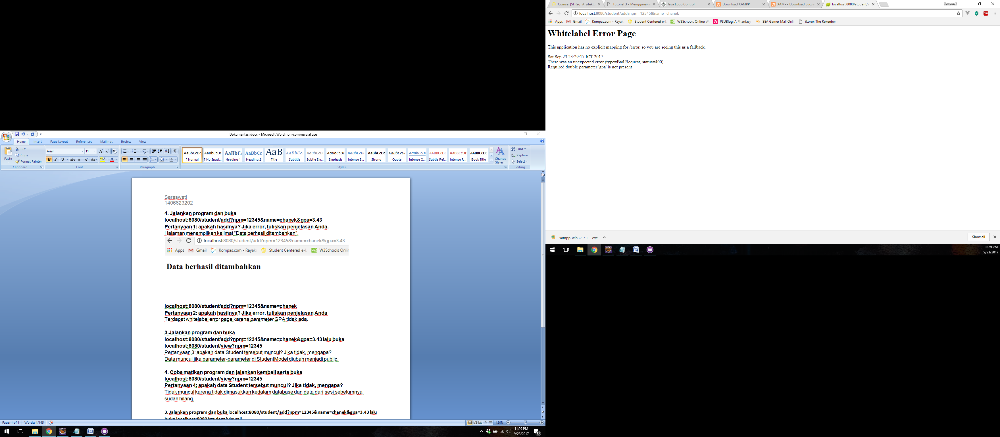 Dokumentasi.docx - Microsoft Word non-commercial use
Home Insert Page Layout References Mailings Review View
Paste
Cut
Copy
Format Painter
Clipboard
Arial 11
Font
Paragraph
AaBbCcDc AaBbCcDc AaBbCc AaBbCc AaB AaBbCc. AaBbCcDc AaBbCcDc AaBbCcDc AaBbCcDc AaBbCcDc AaBbCcDc AABBCCDD AABBCCDD AABBCCDD
¶ Normal ¶ No Spaci... Heading 1 Heading 2 Title Subtitle Subtle Em... Emphasis Intense E... Strong Quote Intense Q... Subtle Ref... Intense R... Book Title
Change Styles
Styles
Find
Replace
Select
Editing
Saraswati
1406623202
4. Jalankan program dan buka
localhost:8080/student/add?npm=12345&name=chanek&gpa=3.43
Pertanyaan 1: apakah hasilnya? Jika error, tuliskan penjelasan Anda.
Halaman menampilkan kalimat “Data berhasil ditambahkan”.
localhost:8080/student/add?npm=12345&name=chanek&gpa=3.43
Apps Gmail Kompas.com - Rayak Student Centered e-L W3Schools Onlin
Data berhasil ditambahkan
localhost:8080/student/add?npm=12345&name=chanek
Pertanyaan 2: apakah hasilnya? Jika error, tuliskan penjelasan Anda
Terdapat whitelabel error page karena parameter GPA tidak ada.
3.Jalankan program dan buka
localhost:8080/student/add?npm=12345&name=chanek&gpa=3.43 lalu buka
localhost:8080/student/view?npm=12345
Pertanyaan 3: apakah data Student tersebut muncul? Jika tidak, mengapa?
Data muncul jika parameter-parameter di StudentModel diubah menjadi public.
4. Coba matikan program dan jalankan kembali serta buka
localhost:8080/student/view?npm=12345
Pertanyaan 4: apakah data Student tersebut muncul? Jika tidak, mengapa?
Tidak muncul karena tidak dimasukkan kedalam database dan data dari sesi sebelumnya
sudah hilang.
3. Jalankan program dan buka localhost:8080/student/add?npm=12345&name=chanek&gpa=3.43 lalu
buka localhost:8080/student/viewall
Page: 1 of 1 Words: 1/145
120%
11:29 PM
9/23/2017
13
Course: [SI.Reg] Arsitektu Tutorial 3 - Menggunaka Java Loop Control Download XAMPP XAMPP Download Succe localhost:8080/student/a
Saraswati
localhost:8080/student/add?npm=12345&name=chanek
Apps Gmail Kompas.com - Rayak Student Centered e-L W3Schools Online W PSUBlog: A Phantasy SEA Gamer Mall Onli (Lore): The Rekenber
Whitelabel Error Page
This application has no explicit mapping for /error, so you are seeing this as a fallback.
Sat Sep 23 23:29:17 ICT 2017
There was an unexpected error (type=Bad Request, status=400).
Required double parameter 'gpa' is not present
xampp-win32-7.1.....exe
Show all
11:29 PM
9/23/2017